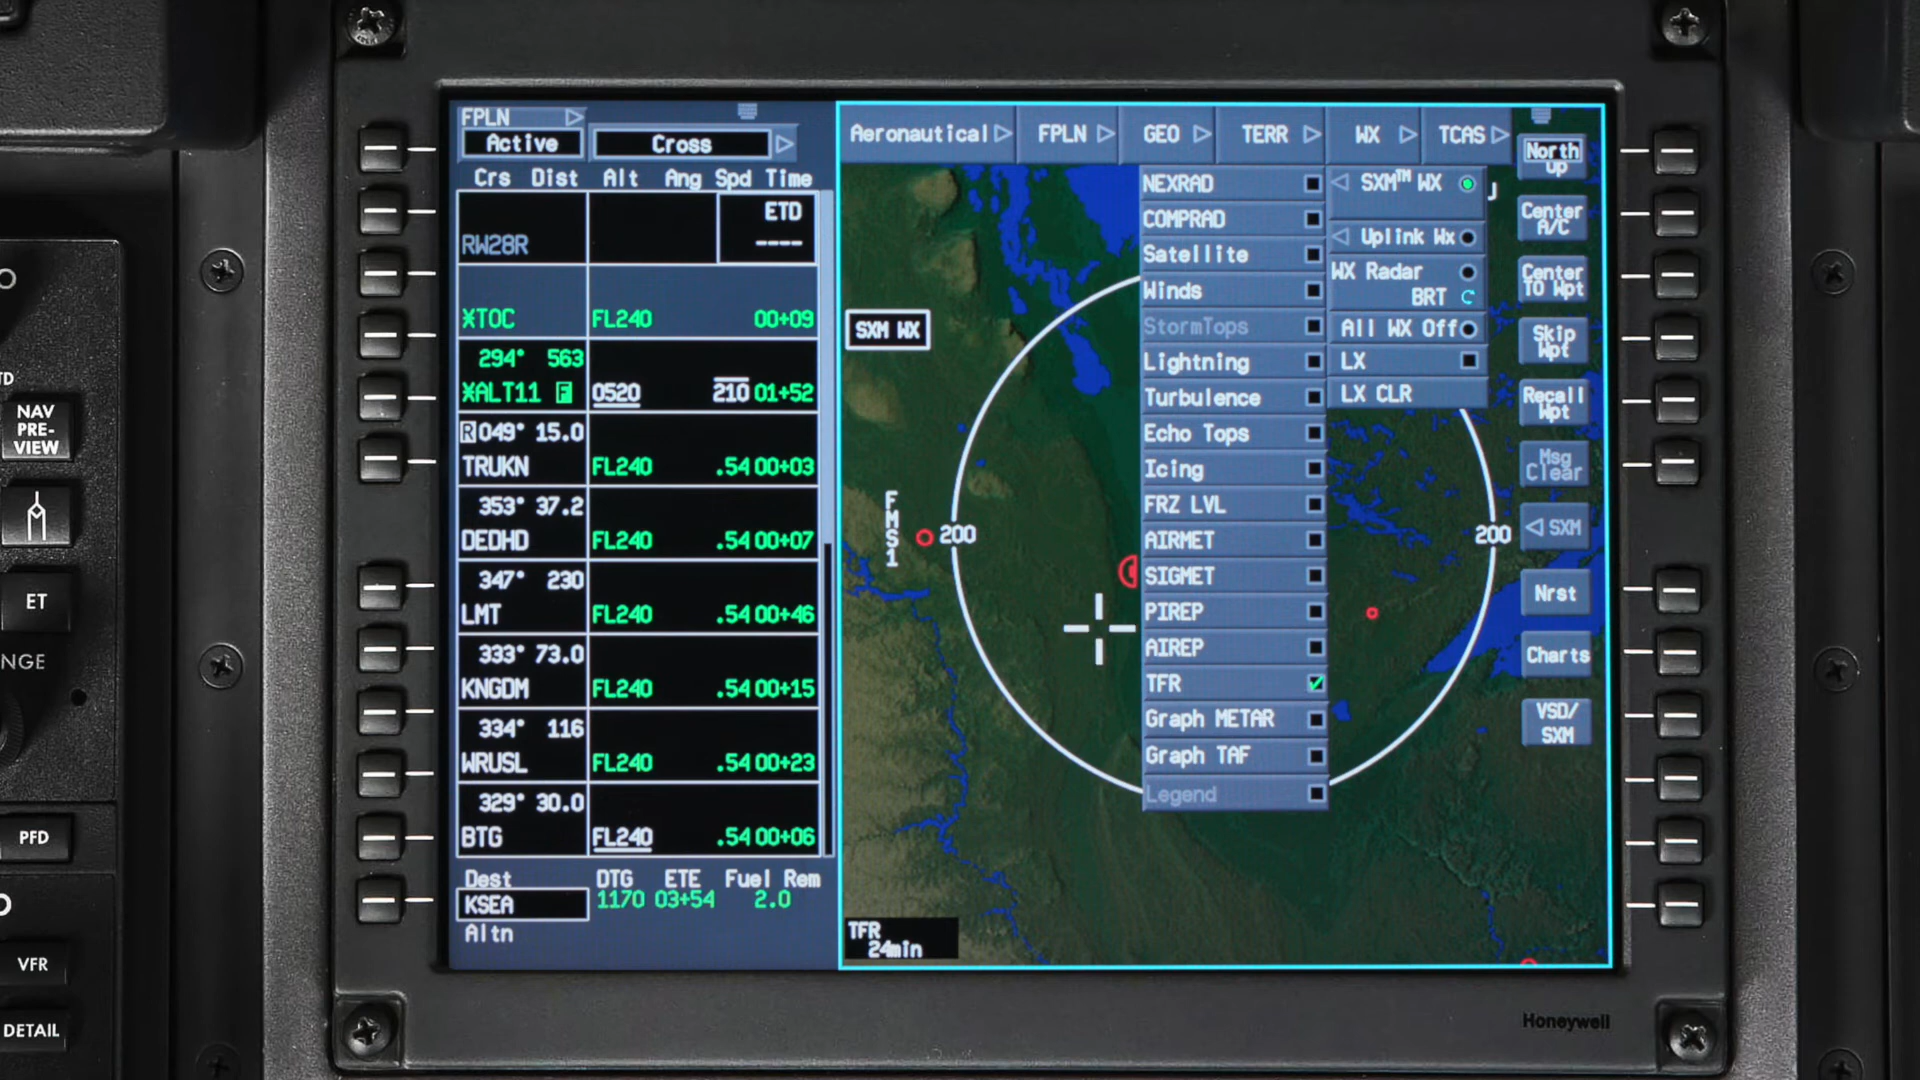 FPLN
Active
Cross
Crs Dist Alt Ang Spd Time
ETD
RW28R ----
*TOC FL240 00+09
294° 563
*ALT11 F 0520 210 01+52
R 049° 15.0
TRUKN FL240 .54 00+03
353° 37.2
DEDHD FL240 .54 00+07
347° 230
LMT FL240 .54 00+46
333° 73.0
KNGDM FL240 .54 00+15
334° 116
WRUSL FL240 .54 00+23
329° 30.0
BTG FL240 .54 00+06
Dest DTG ETE Fuel Rem
KSEA 1170 03+54 2.0
Altn
Aeronautical FPLN GEO TERR WX TCAS
NEXRAD
COMPRAD
Satellite
Winds
StormTops
Lightning
Turbulence
Echo Tops
Icing
FRZ LVL
AIRMET
SIGMET
PIREP
AIREP
TFR
Graph METAR
Graph TAF
Legend
SXM™ WX
Uplink Wx
WX Radar
BRT
All WX Off
LX
LX CLR
SXM WX
FMS1
200
200
TFR
24min
North
Up
Center
A/C
Center
TO Wpt
Skip
Wpt
Recall
Wpt
Msg
Clear
SXM
Nrst
Charts
VSD/
SXM
Honeywell
NAV
PRE-
VIEW
ET
NGE
PFD
VFR
DETAIL